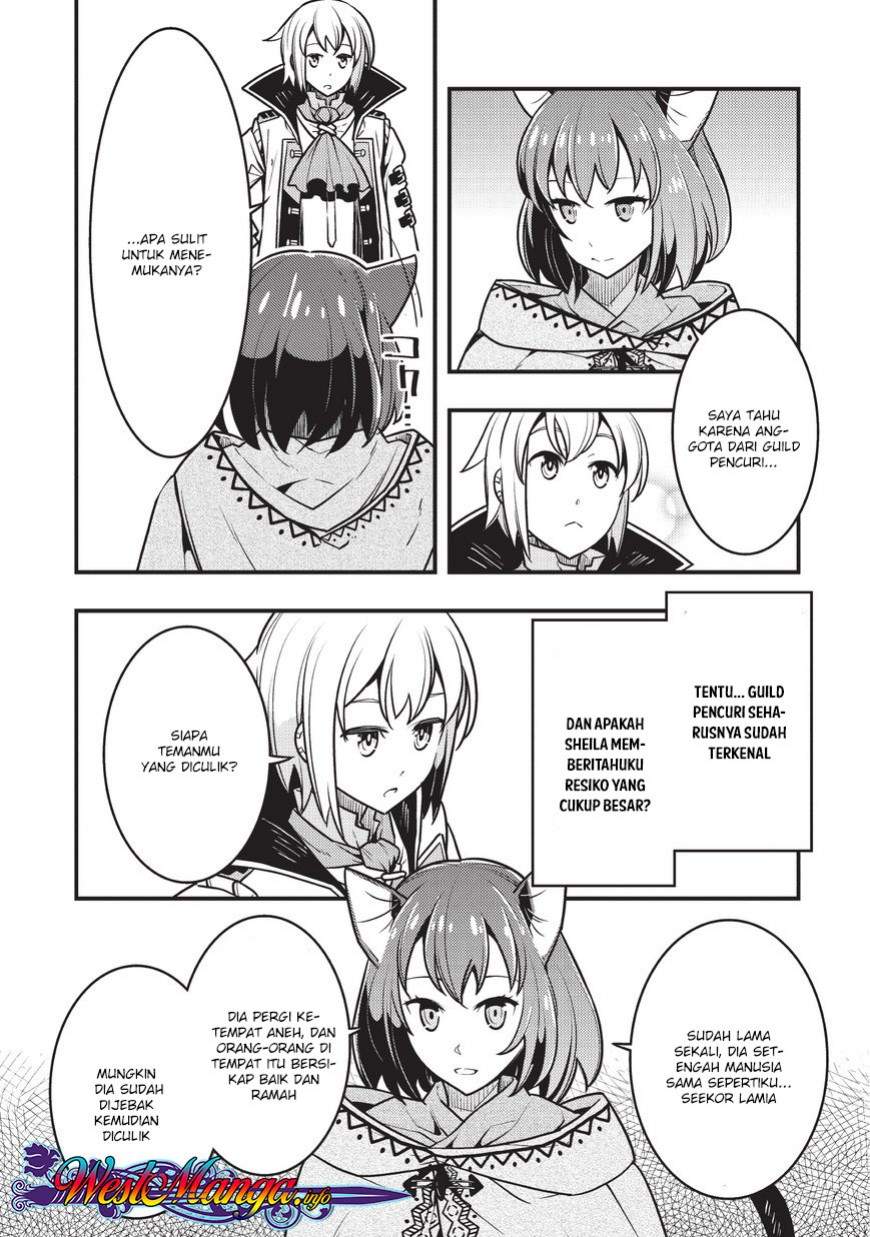 SAYA TAHU
KARENA ANG-
GOTA DARI GUILD
PENCURI...
...APA SULIT
UNTUK MENE-
MUKANYA?
コク...
TENTU... GUILD
PENCURI SEHA-
RUSNYA SUDAH
TERKENAL
DAN APAKAH
SHEILA MEM-
BERITAHUKU
RESIKO YANG
CUKUP BESAR?
SIAPA
TEMANMU
YANG DICULIK?
SUDAH LAMA
SEKALI, DIA SET-
ENGAH MANUSIA
SAMA SEPERTIKU...
SEEKOR LAMIA
DIA PERGI KE-
TEMPAT ANEH, DAN
ORANG-ORANG DI
TEMPAT ITU BERSI-
KAP BAIK DAN
RAMAH
MUNGKIN
DIA SUDAH
DIJEBAK
KEMUDIAN
DICULIK
WestManga.info